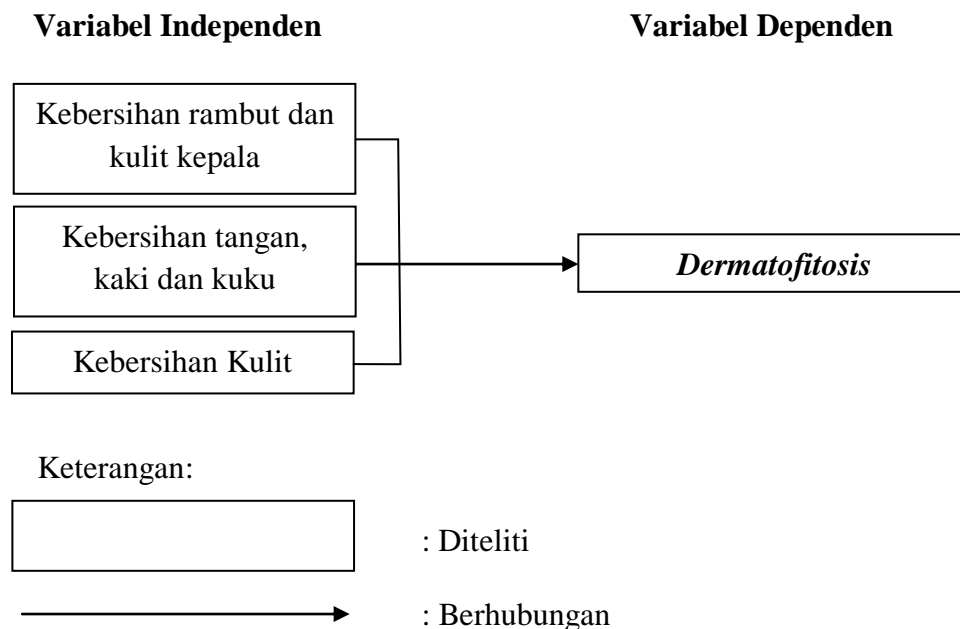 Variabel Independen
Variabel Dependen
Kebersihan rambut dan
kulit kepala
Kebersihan tangan,
kaki dan kuku
Dermatofitosis
Kebersihan Kulit
Keterangan:
: Diteliti
: Berhubungan